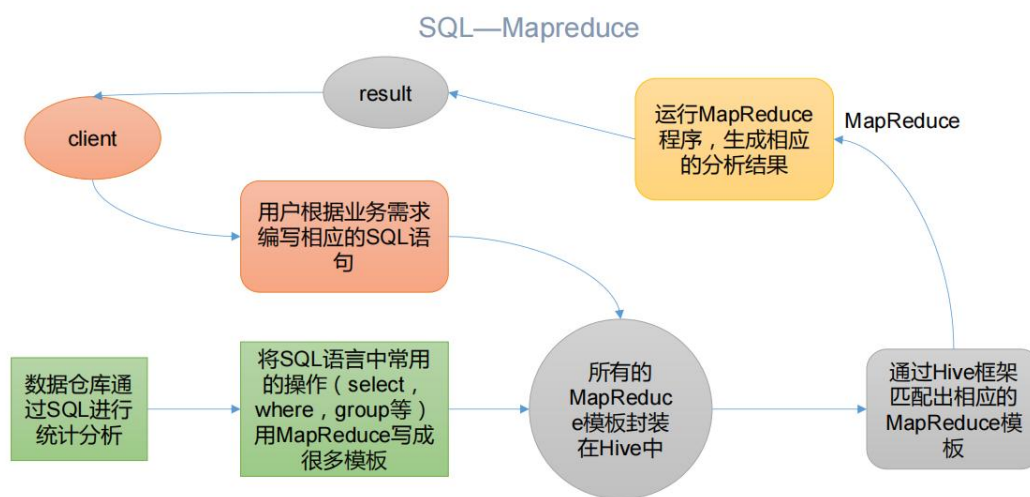 SQL—Mapreduce
result
client
运行MapReduce
程序，生成相应
的分析结果
MapReduce
用户根据业务需求
编写相应的SQL语
句
数据仓库通
过SQL进行
统计分析
将SQL语言中常用
的操作（select，
where，group等）
用MapReduce写成
很多模板
所有的
MapReduc
e模板封装
在Hive中
通过Hive框架
匹配出相应的
MapReduce模
板